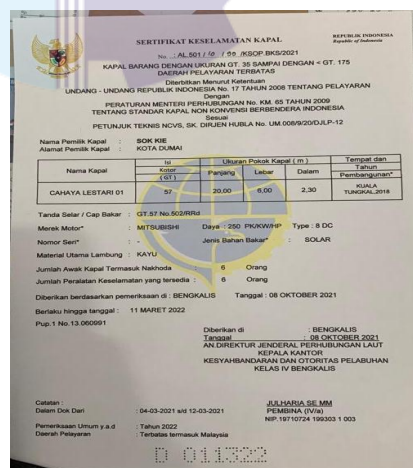 SERTIFIKAT KESELAMATAN KAPAL
REPUBLIK INDONESIA
Republic of Indonesia
No. : AL.501 / 10 / / 90 /KSOP.BKS/2021
KAPAL BARANG DENGAN UKURAN GT. 35 SAMPAI DENGAN < GT. 175
DAERAH PELAYARAN TERBATAS
Diterbitkan Menurut Ketentuan
UNDANG - UNDANG REPUBLIK INDONESIA No. 17 TAHUN 2008 TENTANG PELAYARAN
Dengan
PERATURAN MENTERI PERHUBUNGAN No. KM. 65 TAHUN 2009
TENTANG STANDAR KAPAL NON KONVENSI BERBENDERA INDONESIA
Sesuai
PETUNJUK TEKNIS NCVS, SK. DIRJEN HUBLA No. UM.008/9/20/DJLP-12
Nama Pemilik Kapal : SOK KIE
Alamat Pemilik Kapal : KOTA DUMAI
Nama Kapal
Isi Kotor (GT)
Ukuran Pokok Kapal ( m )
Panjang Lebar Dalam
Tempat dan Tahun Pembangunan*
CAHAYA LESTARI 01 57 20,00 6,00 2,30 KUALA TUNGKAL,2018
Tanda Selar / Cap Bakar : GT.57 No.502/RRd
Merek Motor* : MITSUBISHI Daya : 250 PK/KW/HP Type : 8 DC
Nomor Seri* : - Jenis Bahan Bakar* : SOLAR
Material Utama Lambung : KAYU
Jumlah Awak Kapal Termasuk Nakhoda : 6 Orang
Jumlah Peralatan Keselamatan yang tersedia : 6 Orang
Diberikan berdasarkan pemeriksaan di : BENGKALIS Tanggal : 08 OKTOBER 2021
Berlaku hingga tanggal : 11 MARET 2022
Pup.1 No.13.060991
Diberikan di : BENGKALIS
Tanggal : 08 OKTOBER 2021
AN.DIREKTUR JENDERAL PERHUBUNGAN LAUT
KEPALA KANTOR
KESYAHBANDARAN DAN OTORITAS PELABUHAN
KELAS IV BENGKALIS
JULHARIA SE MM
PEMBINA (IV/a)
NIP.19710724 199303 1 003
Catatan :
Dalam Dok Dari : 04-03-2021 s/d 12-03-2021
Pemeriksaan Umum y.a.d : Tahun 2022
Daerah Pelayaran : Terbatas termasuk Malaysia
D 011322